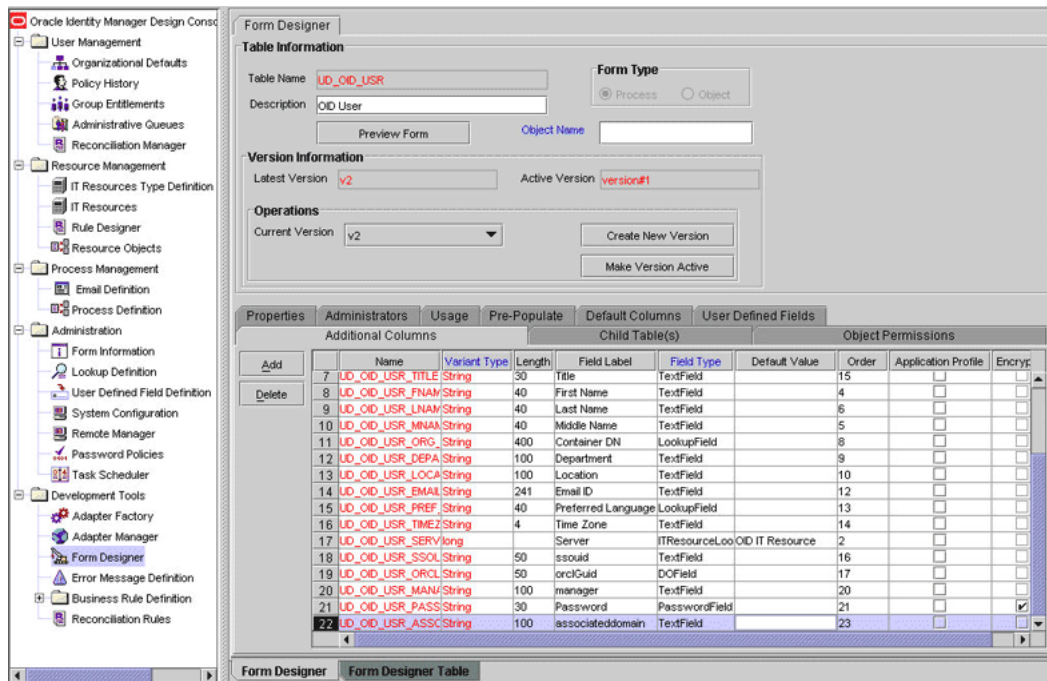 Oracle Identity Manager Design Conso
User Management
Organizational Defaults
Policy History
Group Entitlements
Administrative Queues
Reconciliation Manager
Resource Management
IT Resources Type Definition
IT Resources
Rule Designer
Resource Objects
Process Management
Email Definition
Process Definition
Administration
Form Information
Lookup Definition
User Defined Field Definition
System Configuration
Remote Manager
Password Policies
Task Scheduler
Development Tools
Adapter Factory
Adapter Manager
Form Designer
Error Message Definition
Business Rule Definition
Reconciliation Rules
Form Designer
Table Information
Table Name UD_OID_USR
Description OID User
Preview Form
Form Type
Process Object
Object Name
Version Information
Latest Version v2 Active Version version#1
Operations
Current Version v2
Create New Version
Make Version Active
Properties Administrators Usage Pre-Populate Default Columns User Defined Fields
Additional Columns Child Table(s) Object Permissions
Add
Delete
Name Variant Type Length Field Label Field Type Default Value Order Application Profile Encryp
7 UD_OID_USR_TITLE String 30 Title TextField 15
8 UD_OID_USR_FNAM String 40 First Name TextField 4
9 UD_OID_USR_LNAM String 40 Last Name TextField 6
10 UD_OID_USR_MNAM String 40 Middle Name TextField 5
11 UD_OID_USR_ORG_ String 400 Container DN LookupField 8
12 UD_OID_USR_DEPA String 100 Department TextField 9
13 UD_OID_USR_LOCA String 100 Location TextField 10
14 UD_OID_USR_EMAIL String 241 Email ID TextField 12
15 UD_OID_USR_PREF_ String 40 Preferred Language LookupField 13
16 UD_OID_USR_TIMEZ String 4 Time Zone TextField 14
17 UD_OID_USR_SERV long Server ITResourceLoo OID IT Resource 2
18 UD_OID_USR_SSOU String 50 ssouid TextField 16
19 UD_OID_USR_ORCL String 50 orclGuid DOField 17
20 UD_OID_USR_MANA String 100 manager TextField 20
21 UD_OID_USR_PASS String 30 Password PasswordField 21
22 UD_OID_USR_ASSO String 100 associateddomain TextField 23
Form Designer Form Designer Table